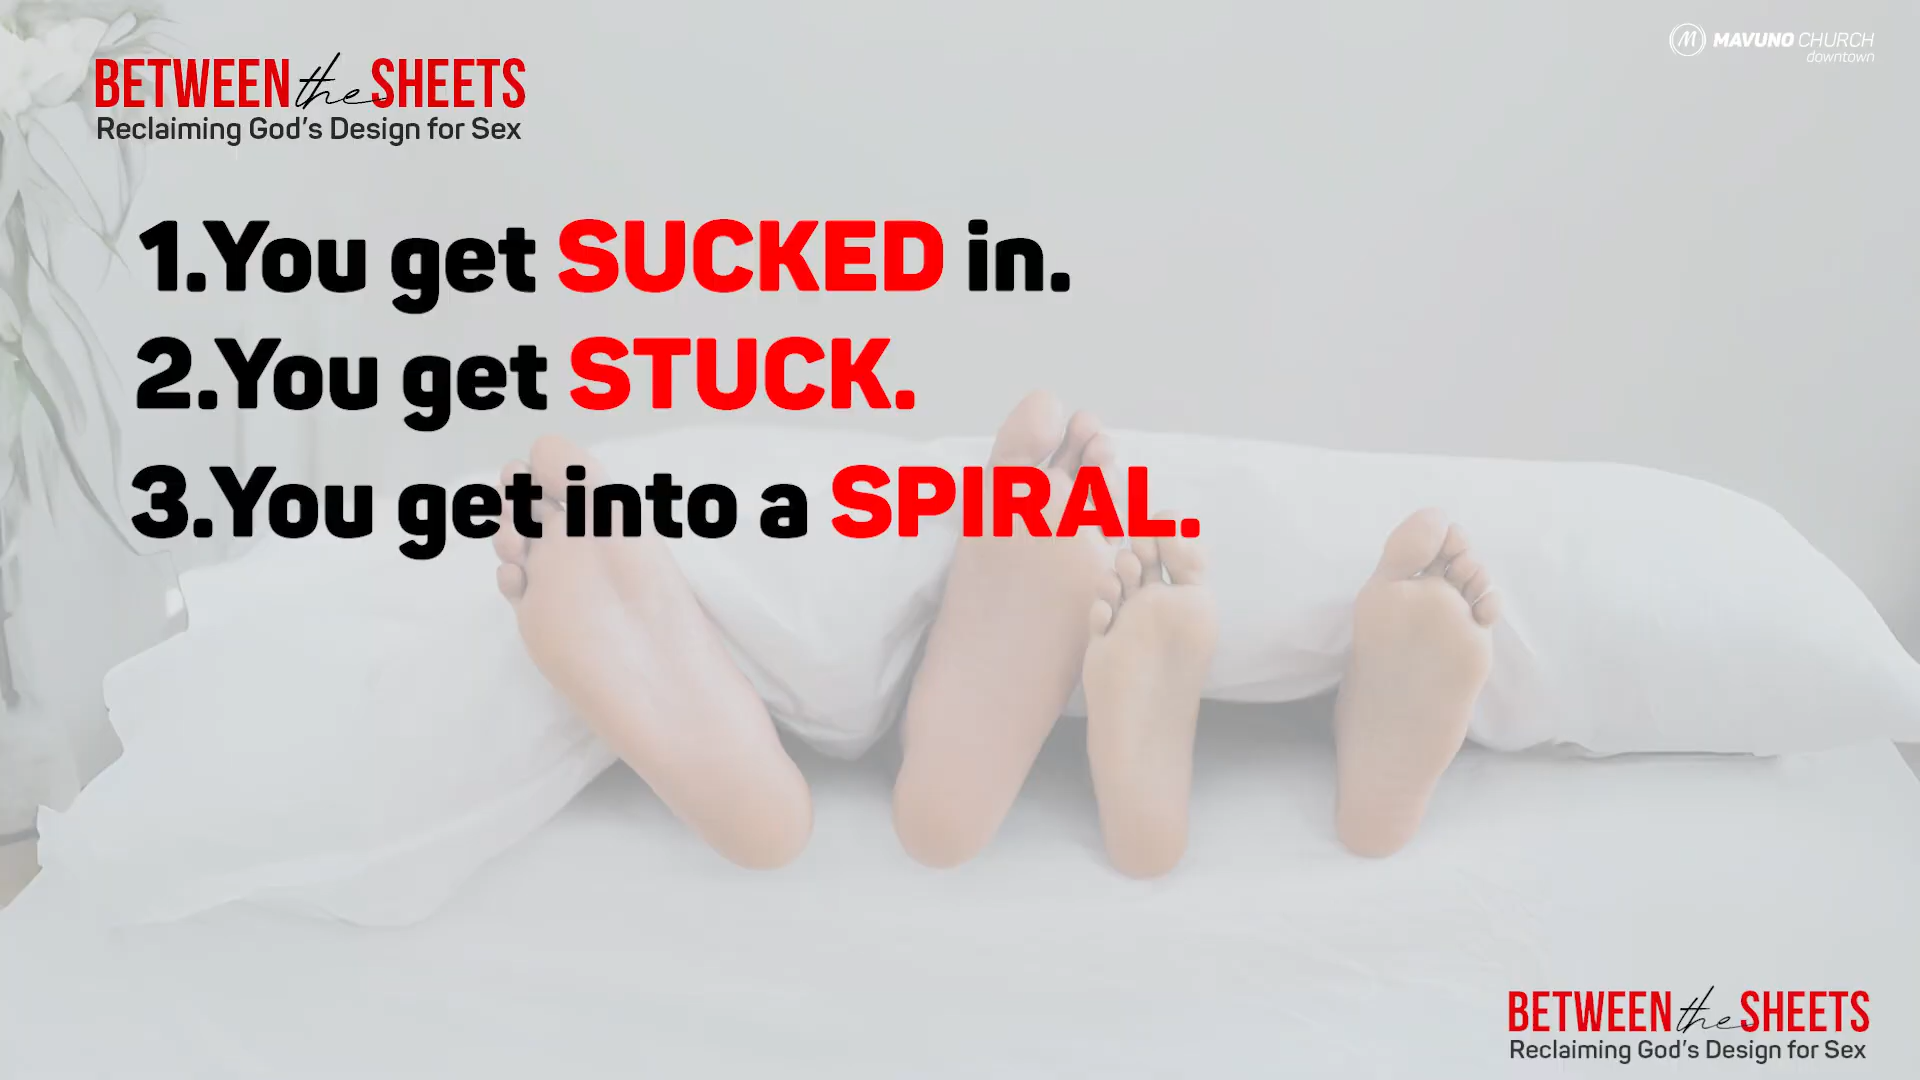 BETWEEN the SHEETS
Reclaiming God's Design for Sex
MAVUNO CHURCH
downtown
1.You get SUCKED in.
2.You get STUCK.
3.You get into a SPIRAL.
BETWEEN the SHEETS
Reclaiming God's Design for Sex